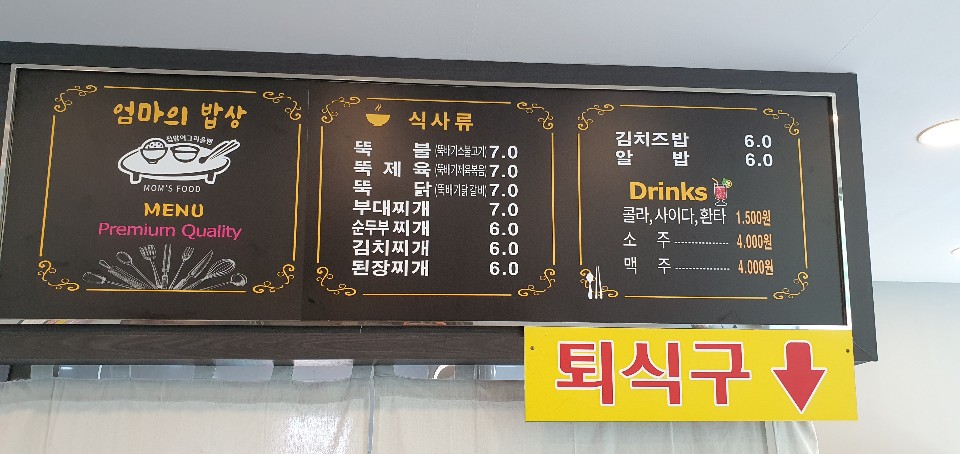 엄마의 밥상
MOM'S FOOD
MENU
Premium Quality
식사류
뚝 불 (뚝배기소불고기) 7.0
뚝 제 육 (뚝배기제육볶음) 7.0
뚝 닭 (뚝배기닭갈비) 7.0
부대찌개 7.0
순두부찌개 6.0
김치찌개 6.0
된장찌개 6.0
김치즈밥 6.0
알 밥 6.0
Drinks
콜라, 사이다, 환타 1.500원
소 주 ---------------- 4.000원
맥 주 ---------------- 4.000원
퇴식구